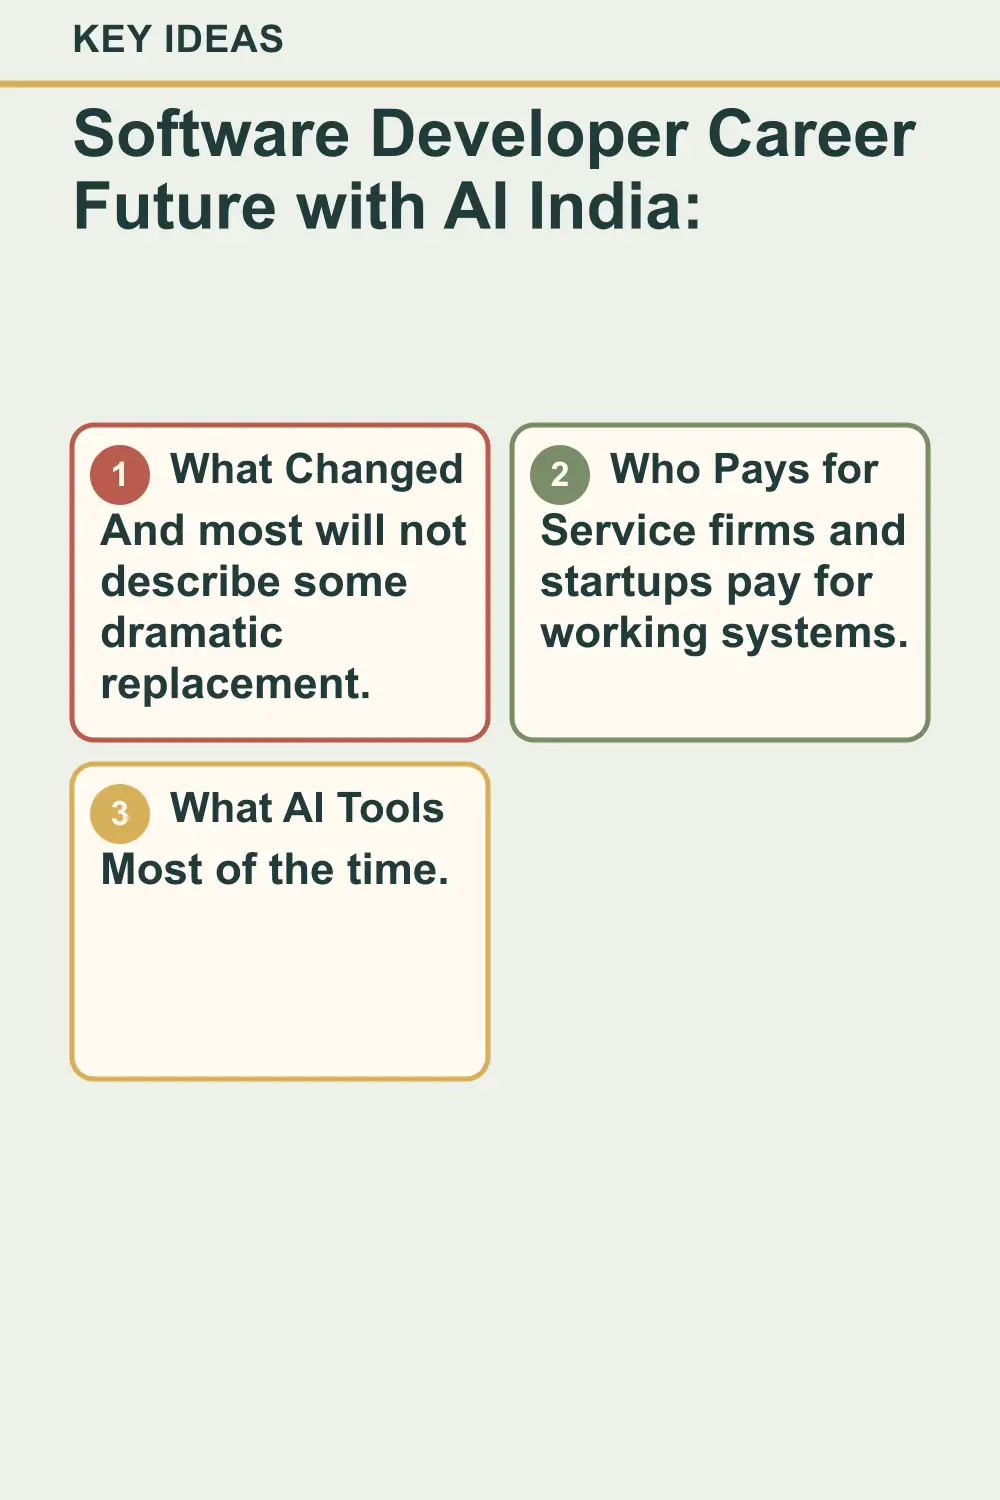 KEY IDEAS
Software Developer Career
Future with AI India:
1 What Changed
And most will not
describe some
dramatic
replacement.
2 Who Pays for
Service firms and
startups pay for
working systems.
3 What AI Tools
Most of the time.